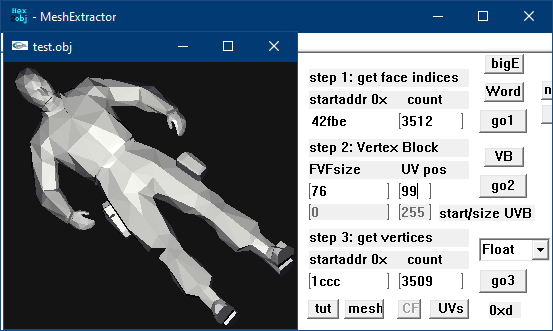 Hex
2obj - MeshExtractor
test.obj
bigE
step 1: get face indices
Word
startaddr 0x count
42fbe 3512 go1
step 2: Vertex Block
VB
FVFsize UV pos
76 99 go2
0 255 start/size UVB
step 3: get vertices
Float
startaddr 0x count
1ccc 3509 go3
tut mesh CF UVs 0xd